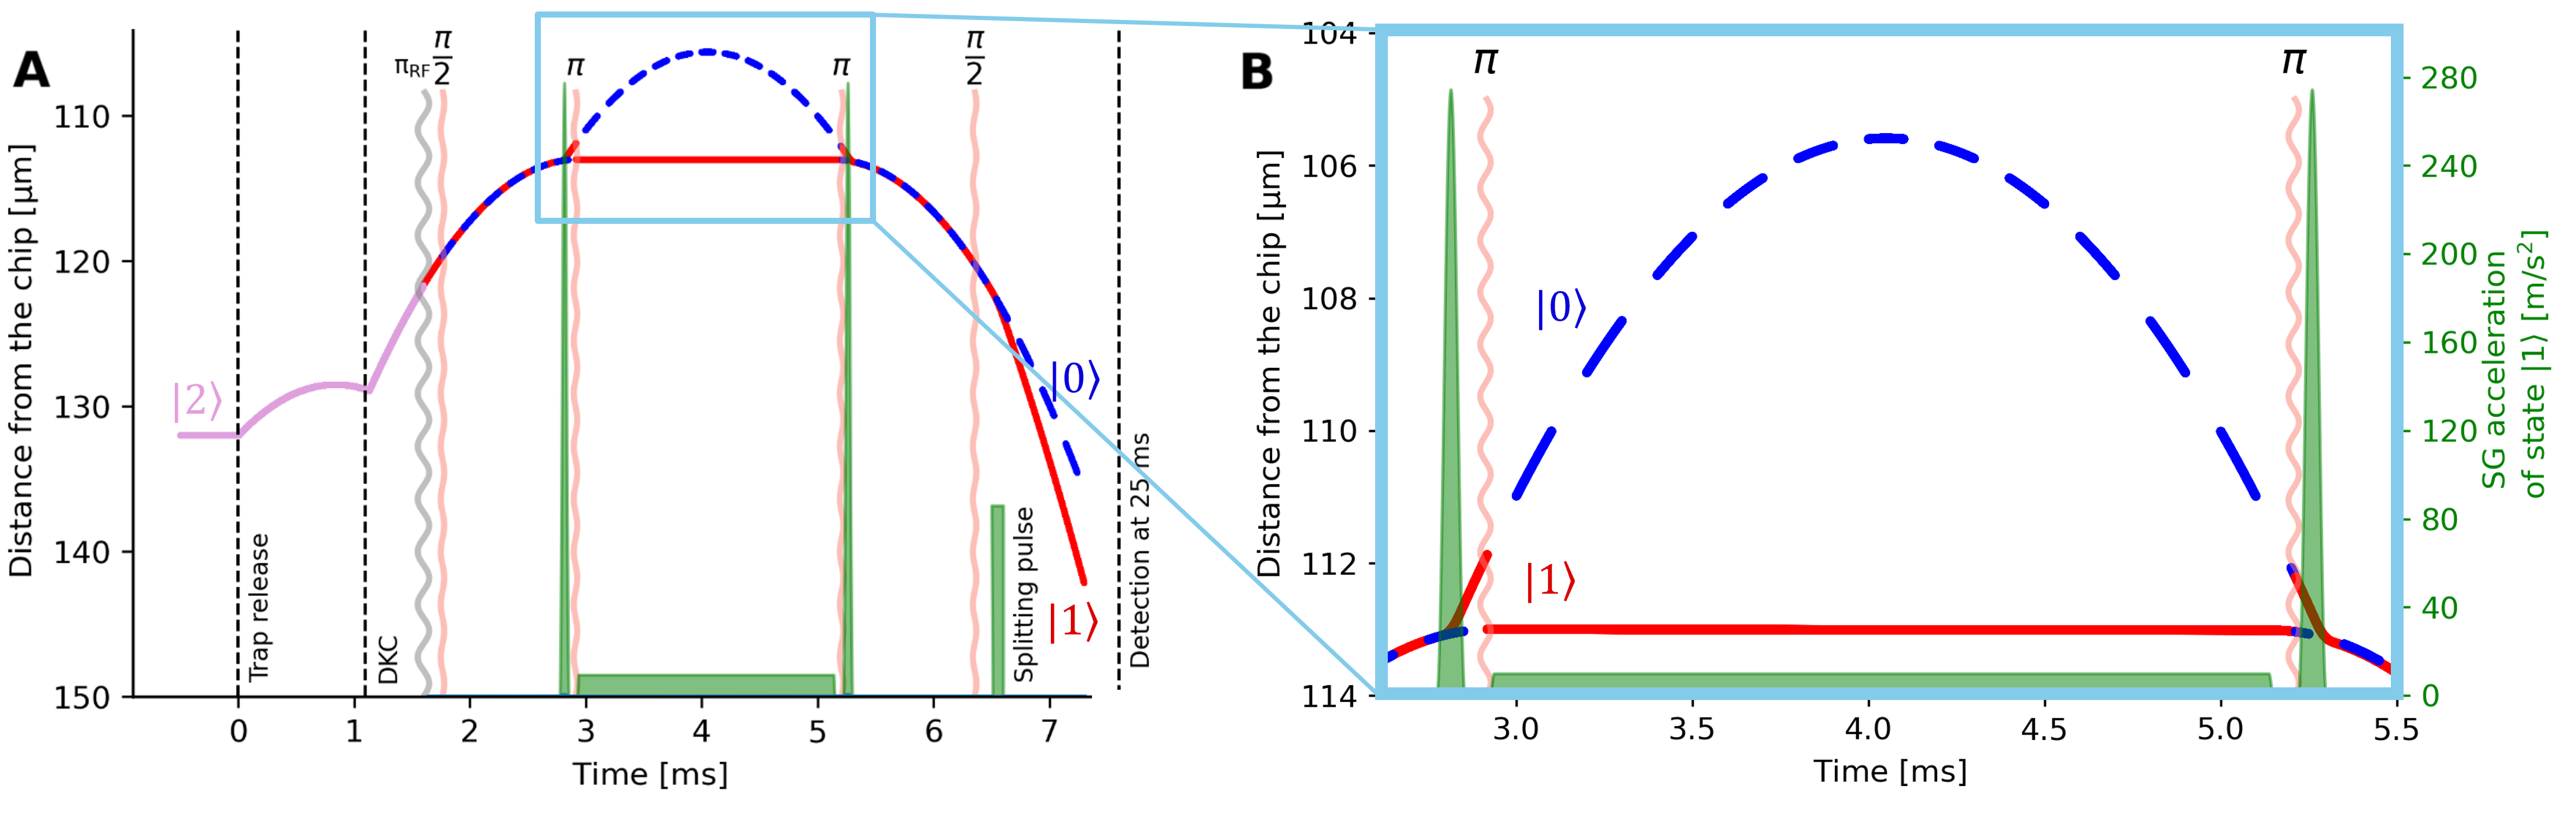 A
Distance from the chip [μm]
110
120
130
140
150
0
1
2
3
4
5
6
7
Time [ms]
π_RF
π/2
π
π
π/2
|2⟩
|0⟩
|1⟩
Trap release
DKC
Splitting pulse
Detection at 25 ms
B
Distance from the chip [μm]
104
106
108
110
112
114
3.0
3.5
4.0
4.5
5.0
5.5
Time [ms]
π
π
|0⟩
|1⟩
280
240
200
160
120
80
40
0
SG acceleration
of state |1⟩ [m/s²]